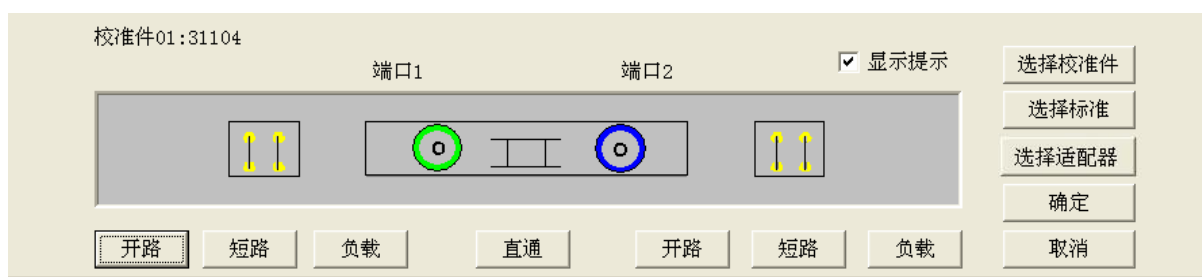 校准件01:31104
端口1
端口2
显示提示
选择校准件
选择标准
选择适配器
确定
开路
短路
负载
直通
开路
短路
负载
取消